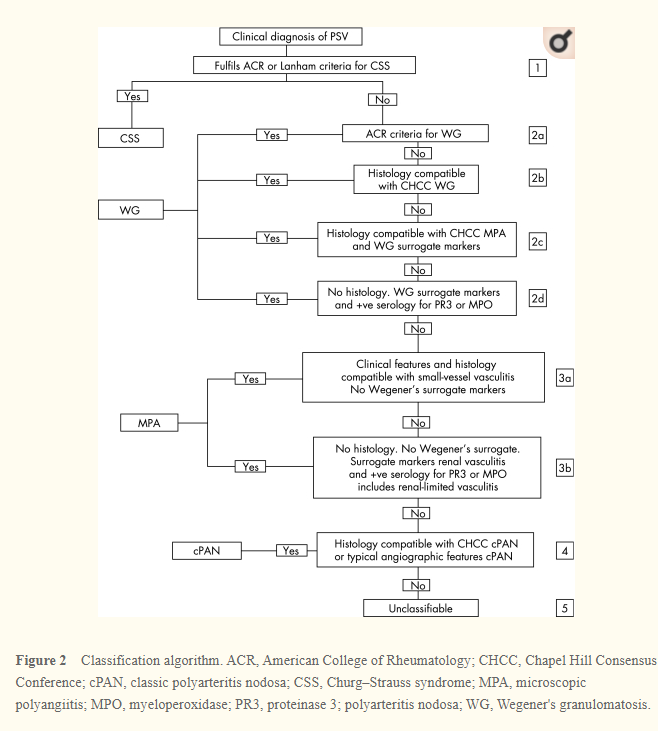 Clinical diagnosis of PSV
Fulfils ACR or Lanham criteria for CSS
1
Yes
No
CSS
Yes
ACR criteria for WG
2a
No
Yes
Histology compatible
with CHCC WG
2b
WG
No
Yes
Histology compatible with CHCC MPA
and WG surrogate markers
2c
No
Yes
No histology. WG surrogate markers
and +ve serology for PR3 or MPO
2d
No
Yes
Clinical features and histology
compatible with small-vessel vasculitis
No Wegener's surrogate markers
3a
MPA
No
Yes
No histology. No Wegener's surrogate.
Surrogate markers renal vasculitis
and +ve serology for PR3 or MPO
includes renal-limited vasculitis
3b
No
cPAN
Yes
Histology compatible with CHCC cPAN
or typical angiographic features cPAN
4
No
Unclassifiable
5
Figure 2 Classification algorithm. ACR, American College of Rheumatology; CHCC, Chapel Hill Consensus
Conference; cPAN, classic polyarteritis nodosa; CSS, Churg–Strauss syndrome; MPA, microscopic
polyangiitis; MPO, myeloperoxidase; PR3, proteinase 3; polyarteritis nodosa; WG, Wegener's granulomatosis.